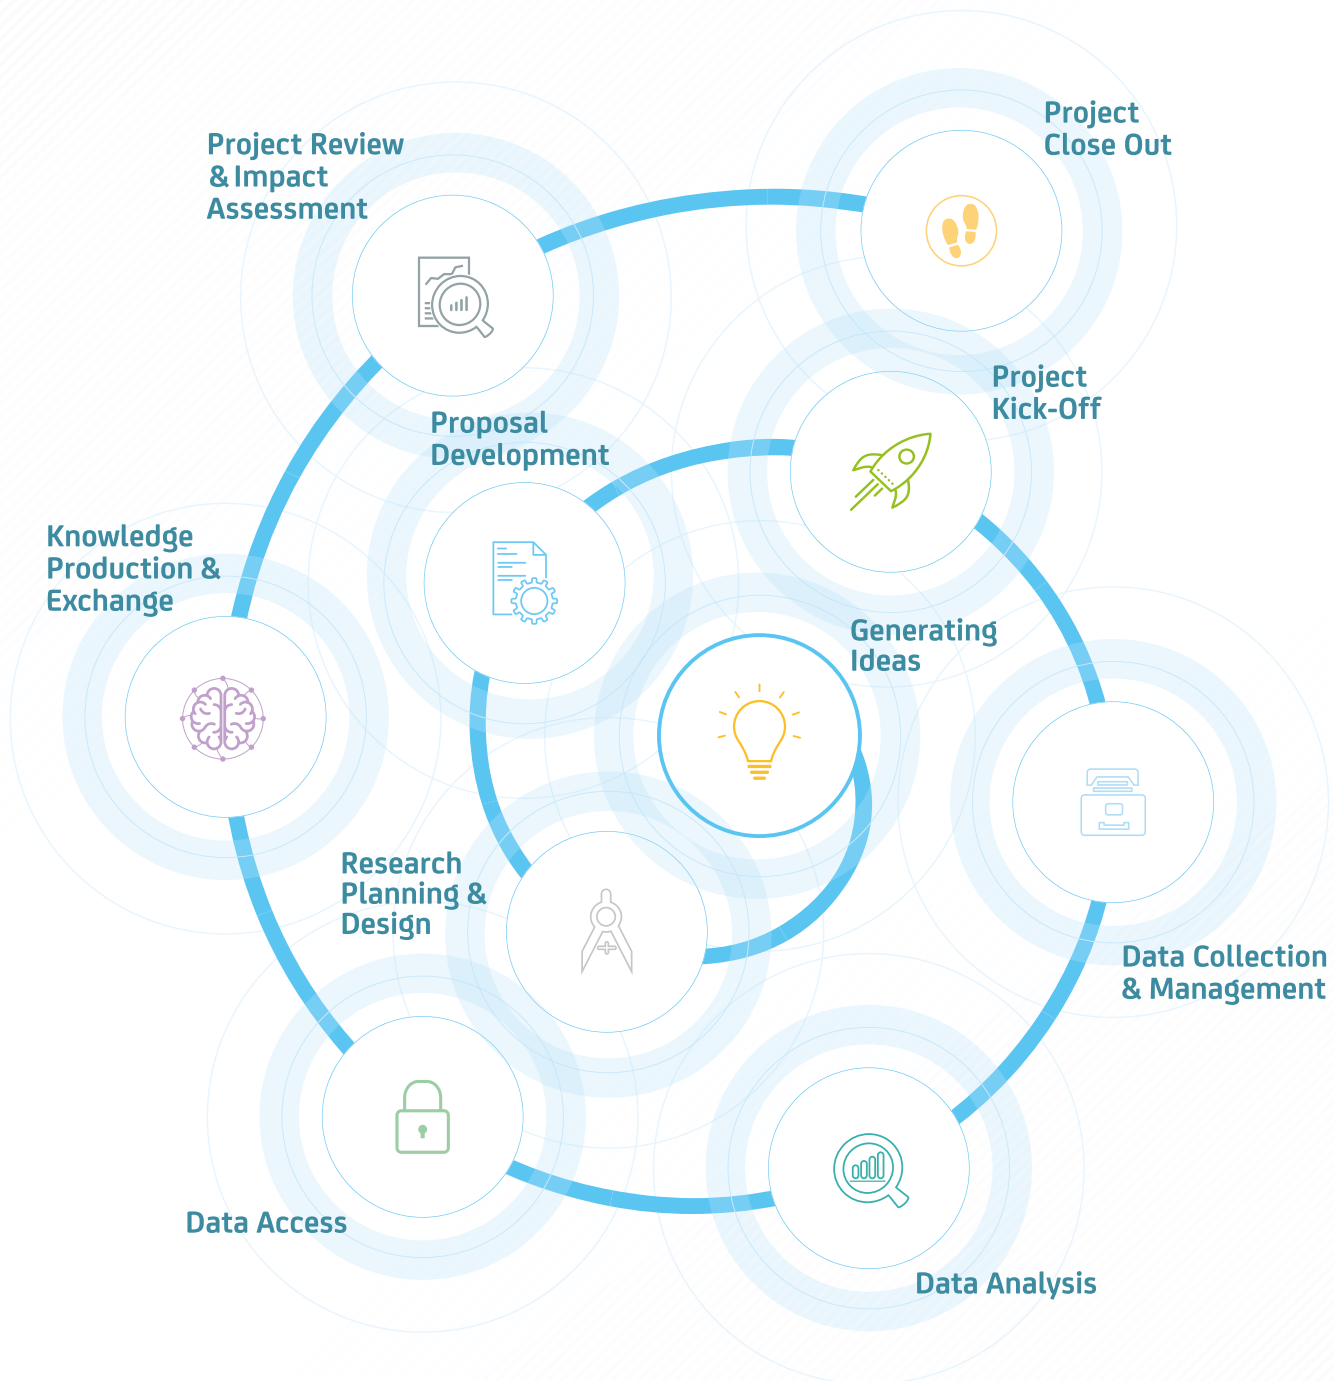 Project
Close Out
Project Review
& Impact
Assessment
Project
Kick-Off
Proposal
Development
Knowledge
Production &
Exchange
Generating
Ideas
Research
Planning &
Design
Data Collection
& Management
Data Access
Data Analysis